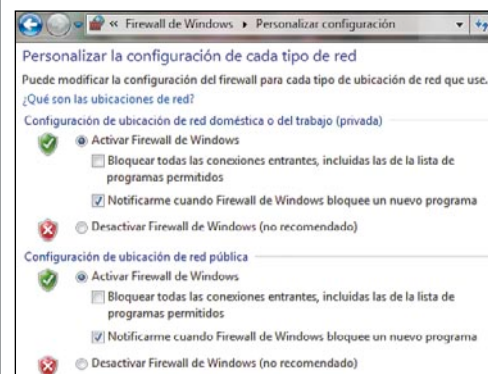 « Firewall de Windows ▸ Personalizar configuración
Personalizar la configuración de cada tipo de red
Puede modificar la configuración del firewall para cada tipo de ubicación de red que use.
¿Qué son las ubicaciones de red?
Configuración de ubicación de red doméstica o del trabajo (privada)
Activar Firewall de Windows
Bloquear todas las conexiones entrantes, incluidas las de la lista de
programas permitidos
Notificarme cuando Firewall de Windows bloquee un nuevo programa
Desactivar Firewall de Windows (no recomendado)
Configuración de ubicación de red pública
Activar Firewall de Windows
Bloquear todas las conexiones entrantes, incluidas las de la lista de
programas permitidos
Notificarme cuando Firewall de Windows bloquee un nuevo programa
Desactivar Firewall de Windows (no recomendado)